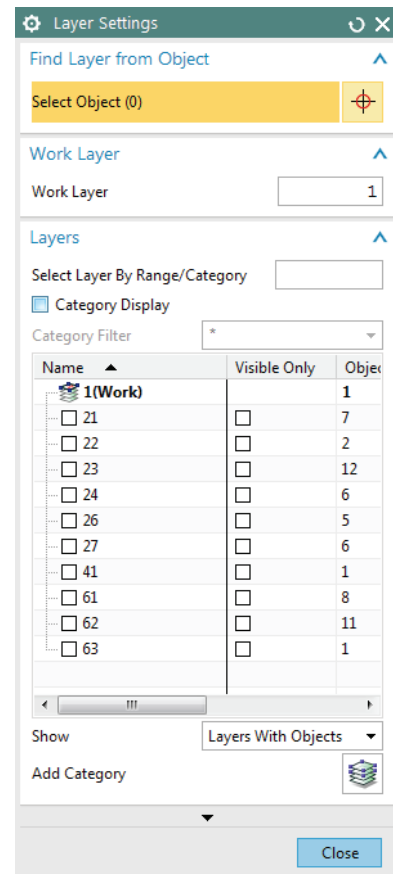 Layer Settings
Find Layer from Object
Select Object (0)
Work Layer
Work Layer 1
Layers
Select Layer By Range/Category
Category Display
Category Filter *
Name Visible Only Objec
1(Work) 1
21 7
22 2
23 12
24 6
26 5
27 6
41 1
61 8
62 11
63 1
Show Layers With Objects
Add Category
Close